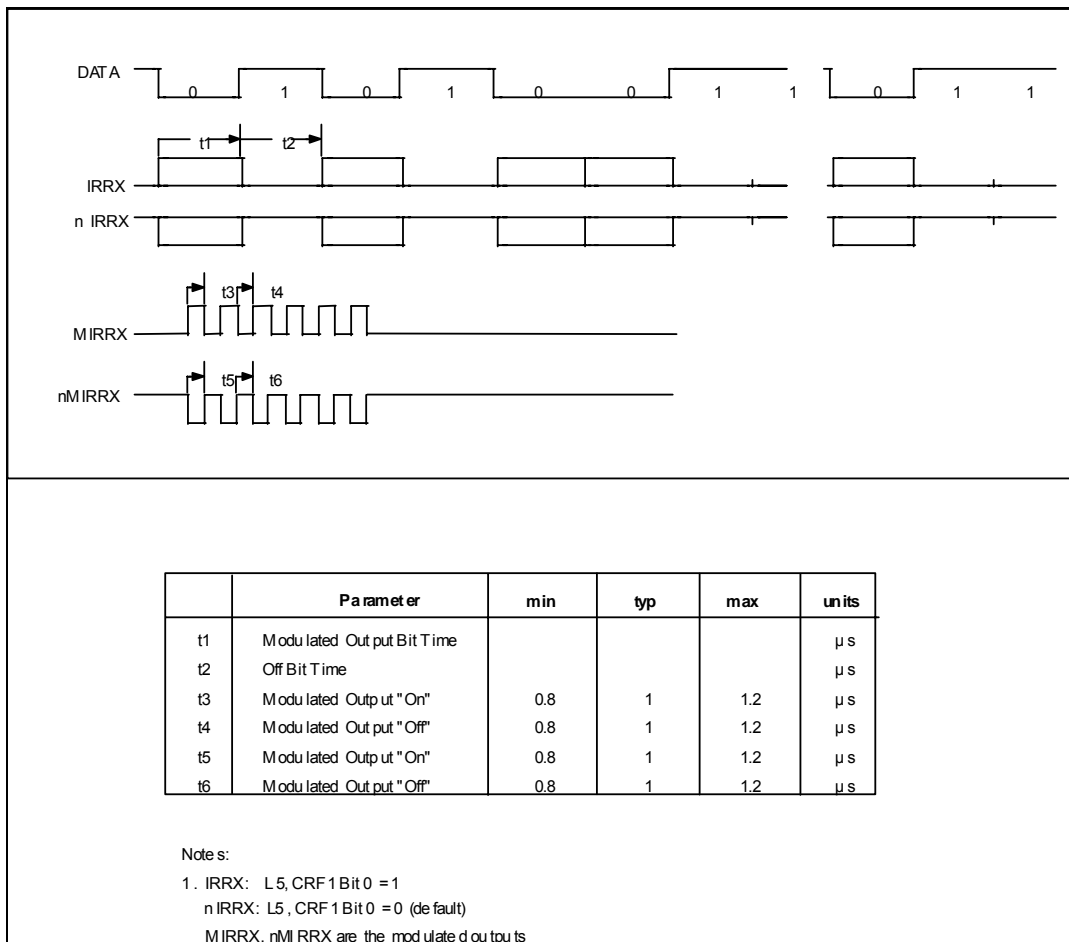 DATA 0 1 0 1 0 0 1 1 0 1 1
t1 t2
IRRX
n IRRX
t3 t4
MIRRX
t5 t6
nMIRRX
Parameter min typ max units
t1 Modulated Output Bit Time µs
t2 Off Bit Time µs
t3 Modulated Output "On" 0.8 1 1.2 µs
t4 Modulated Output "Off" 0.8 1 1.2 µs
t5 Modulated Output "On" 0.8 1 1.2 µs
t6 Modulated Output "Off" 0.8 1 1.2 µs
Notes:
1. IRRX: L5, CRF1 Bit 0 = 1
nIRRX: L5, CRF1 Bit 0 = 0 (default)
MIRRX, nMIRRX are the modulated outputs